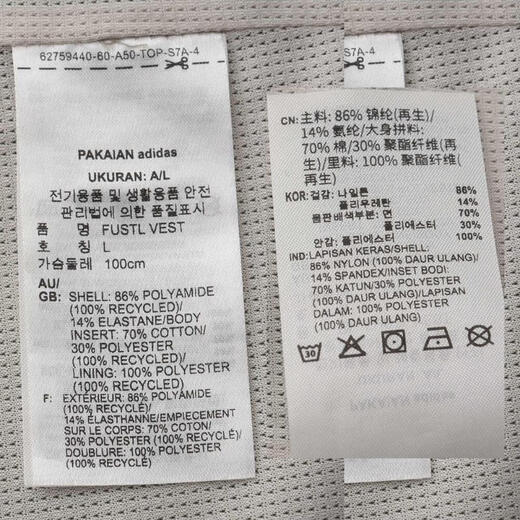 62759440-60-A50-TOP-S7A-4
PAKAIAN adidas
UKURAN: A/L
전기용품 및 생활용품 안전
관리법에 의한 품질표시
품 명 FUSTL VEST
호 칭 L
가슴둘레 100cm
AU/
GB: SHELL: 86% POLYAMIDE
(100% RECYCLED)/
14% ELASTANE/BODY
INSERT: 70% COTTON/
30% POLYESTER
(100% RECYCLED)/
LINING: 100% POLYESTER
(100% RECYCLED)
F: EXTÉRIEUR: 86% POLYAMIDE
(100% RECYCLÉ)/
14% ÉLASTHANNE/EMPIECEMENT
SUR LE CORPS: 70% COTON/
30% POLYESTER (100% RECYCLÉ)/
DOUBLURE: 100% POLYESTER
(100% RECYCLÉ)
S7A-4
CN: 主料: 86% 锦纶(再生)/
14% 氨纶/大身拼料:
70% 棉/30% 聚酯纤维(再
生)/里料: 100% 聚酯纤维(再
生)
KOR: 겉감: 나일론 86%
폴리우레탄 14%
몸판배색부분: 면 70%
폴리에스터 30%
안감: 폴리에스터 100%
IND: LAPISAN KERAS/SHELL:
86% NYLON (100% DAUR ULANG)/
14% SPANDEX/INSET BODI:
70% KATUN/30% POLYESTER
(100% DAUR ULANG)/LAPISAN
DALAM: 100% POLYESTER
(100% DAUR ULANG)
30